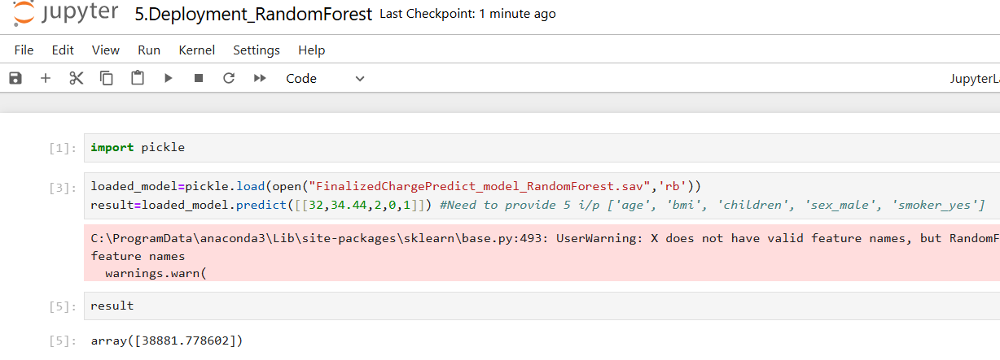 jupyter 5.Deployment_RandomForest Last Checkpoint: 1 minute ago
File Edit View Run Kernel Settings Help
Code JupyterL
[1]: import pickle
[3]: loaded_model=pickle.load(open("FinalizedChargePredict_model_RandomForest.sav",'rb'))
result=loaded_model.predict([[32,34.44,2,0,1]]) #Need to provide 5 i/p ['age', 'bmi', 'children', 'sex_male', 'smoker_yes']
C:\ProgramData\anaconda3\Lib\site-packages\sklearn\base.py:493: UserWarning: X does not have valid feature names, but RandomF
feature names
warnings.warn(
[5]: result
[5]: array([38881.778602])